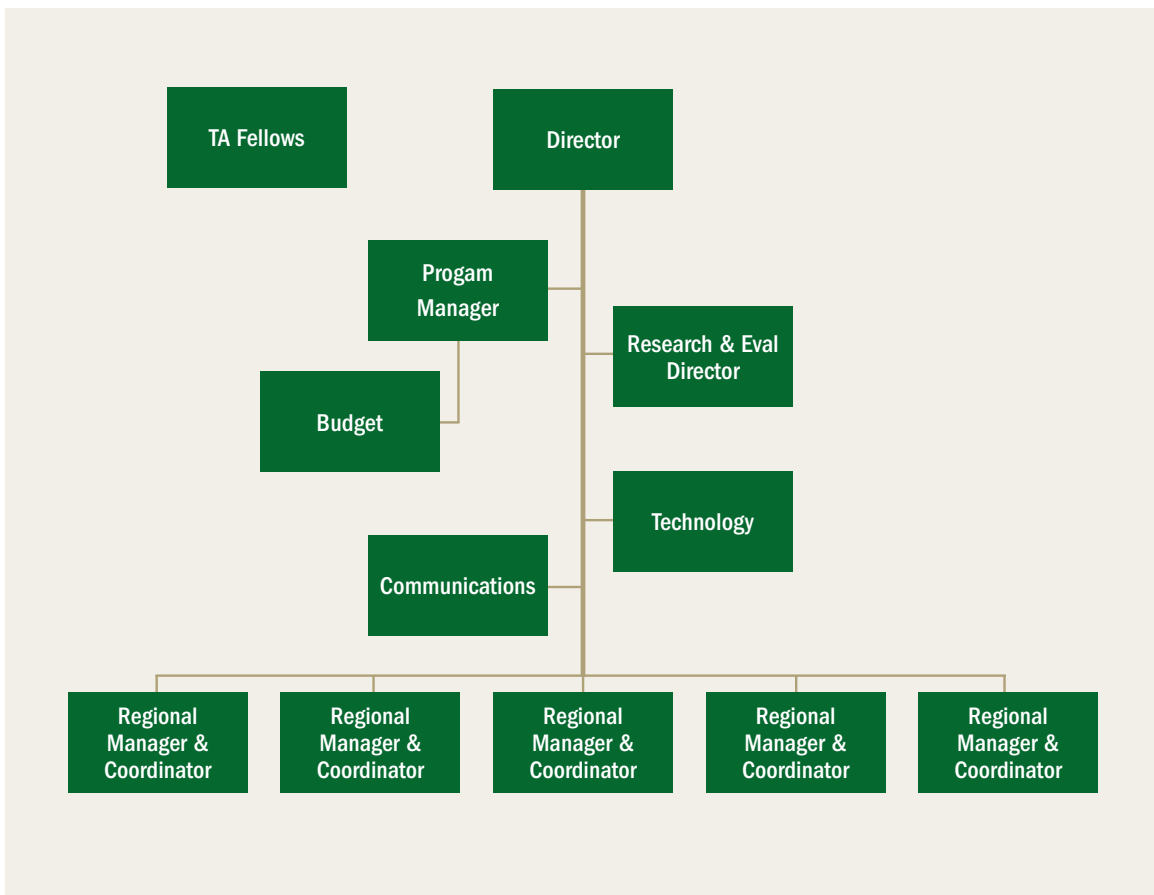 TA Fellows
Director
Progam
Manager
Research & Eval
Director
Budget
Technology
Communications
Regional
Manager &
Coordinator
Regional
Manager &
Coordinator
Regional
Manager &
Coordinator
Regional
Manager &
Coordinator
Regional
Manager &
Coordinator